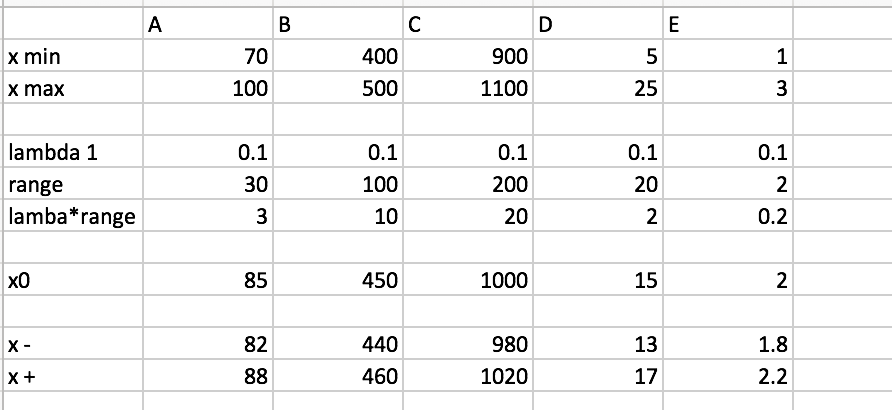 A B C D E
x min 70 400 900 5 1
x max 100 500 1100 25 3
lambda 1 0.1 0.1 0.1 0.1 0.1
range 30 100 200 20 2
lamba*range 3 10 20 2 0.2
x0 85 450 1000 15 2
x - 82 440 980 13 1.8
x + 88 460 1020 17 2.2